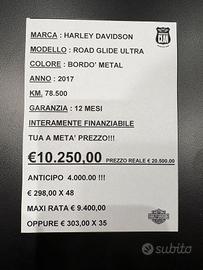 MARCA : HARLEY DAVIDSON
MODELLO : ROAD GLIDE ULTRA
COLORE : BORDO' METAL
ANNO : 2017
KM. 78.500
GARANZIA : 12 MESI
INTERAMENTE FINANZIABILE
TUA A META' PREZZO!!!
€10.250,00 PREZZO REALE € 20.500,00
ANTICIPO 4.000.00 !!!
€ 298,00 X 48
MAXI RATA € 9.400,00
OPPURE € 303,00 X 35
subito